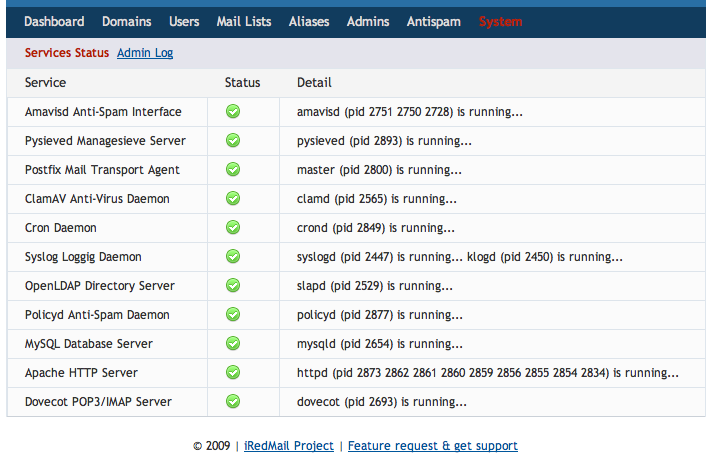 Dashboard Domains Users Mail Lists Aliases Admins Antispam System
Services Status Admin Log
Service Status Detail
Amavisd Anti-Spam Interface amavisd (pid 2751 2750 2728) is running...
Pysieved Managesieve Server pysieved (pid 2893) is running...
Postfix Mail Transport Agent master (pid 2800) is running...
ClamAV Anti-Virus Daemon clamd (pid 2565) is running...
Cron Daemon crond (pid 2849) is running...
Syslog Loggig Daemon syslogd (pid 2447) is running... klogd (pid 2450) is running...
OpenLDAP Directory Server slapd (pid 2529) is running...
Policyd Anti-Spam Daemon policyd (pid 2877) is running...
MySQL Database Server mysqld (pid 2654) is running...
Apache HTTP Server httpd (pid 2873 2862 2861 2860 2859 2856 2855 2854 2834) is running...
Dovecot POP3/IMAP Server dovecot (pid 2693) is running...
© 2009 | iRedMail Project | Feature request & get support